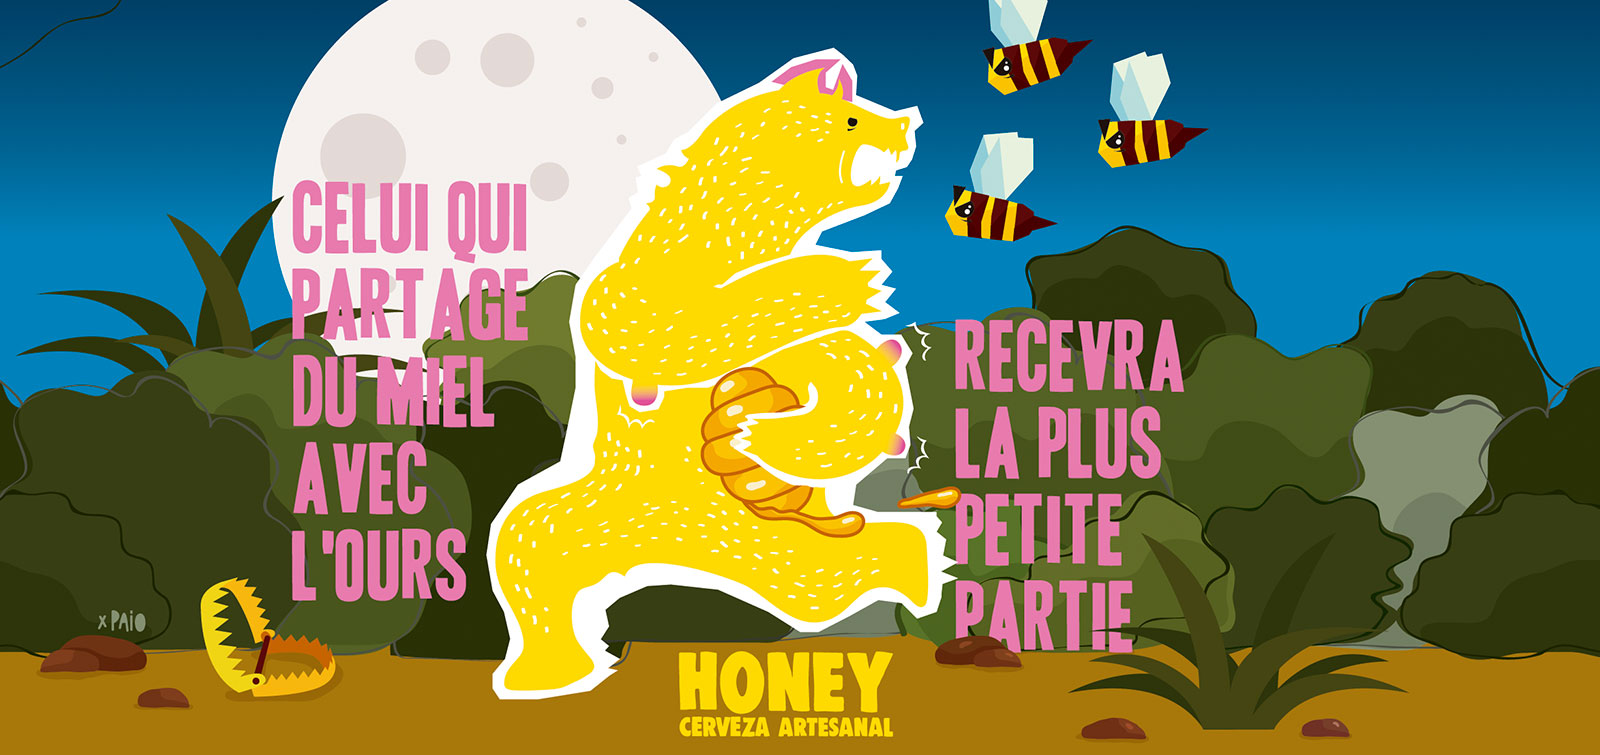 CELUI QUI
PARTAGE
DU MIEL
AVEC
L'OURS
RECEVRA
LA PLUS
PETITE
PARTIE
x PAIO
HONEY
CERVEZA ARTESANAL